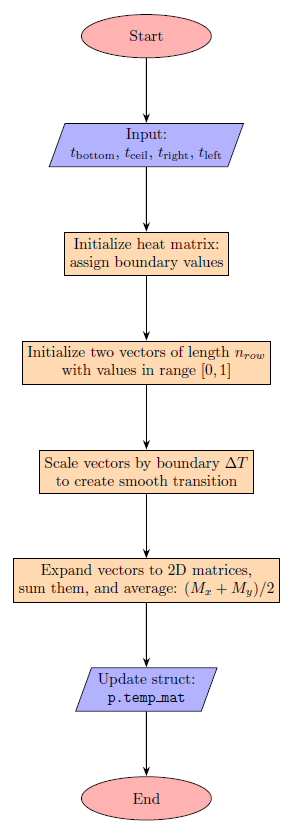 Start
Input:
t_bottom, t_ceil, t_right, t_left
Initialize heat matrix:
assign boundary values
Initialize two vectors of length n_row
with values in range [0, 1]
Scale vectors by boundary ΔT
to create smooth transition
Expand vectors to 2D matrices,
sum them, and average: (M_x + M_y)/2
Update struct:
p.temp_mat
End